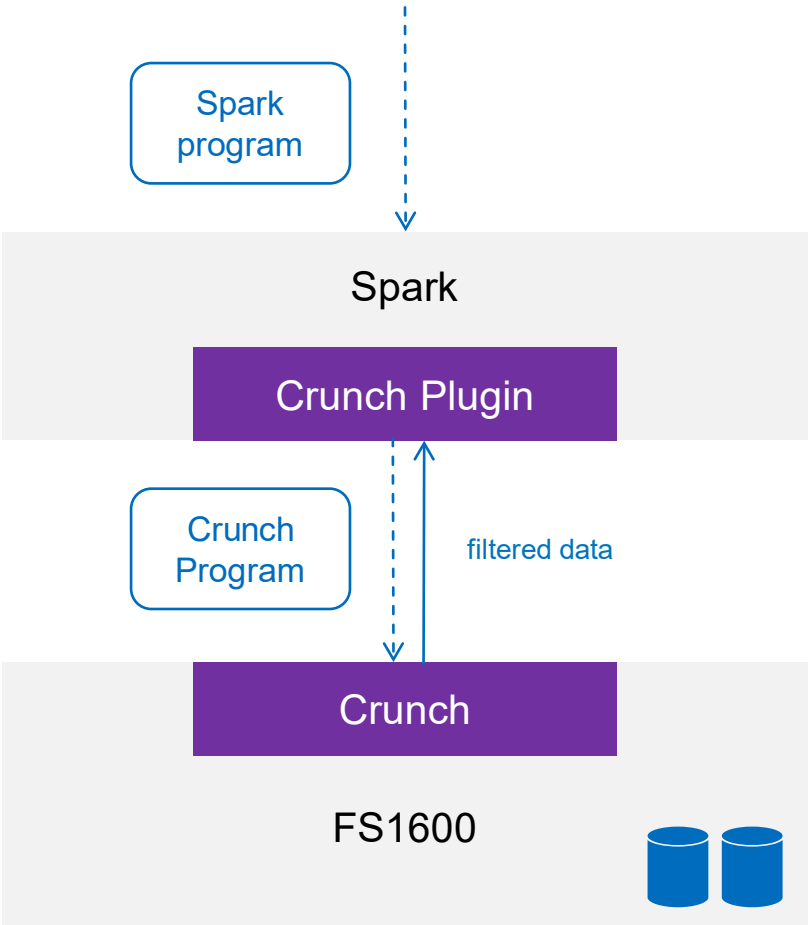 Spark
program
Spark
Crunch Plugin
Crunch
Program
filtered data
Crunch
FS1600